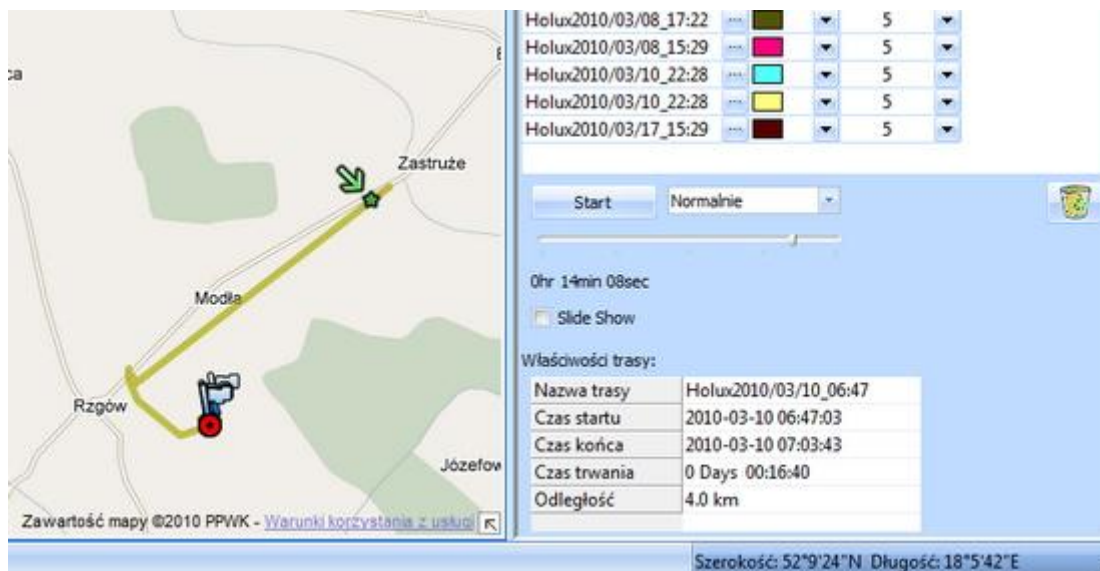 Holux2010/03/08_17:22 ... 5
Holux2010/03/08_15:29 ... 5
Holux2010/03/10_22:28 ... 5
Holux2010/03/10_22:28 ... 5
Holux2010/03/17_15:29 ... 5
ca
Zastruże
Modła
Rzgów
Józefow
Zawartość mapy ©2010 PPWK - Warunki korzystania z usługi
Start Normalnie
0hr 14min 08sec
Slide Show
Właściwości trasy:
Nazwa trasy Holux2010/03/10_06:47
Czas startu 2010-03-10 06:47:03
Czas końca 2010-03-10 07:03:43
Czas trwania 0 Days 00:16:40
Odległość 4.0 km
Szerokość: 52°9'24"N Długość: 18°5'42"E